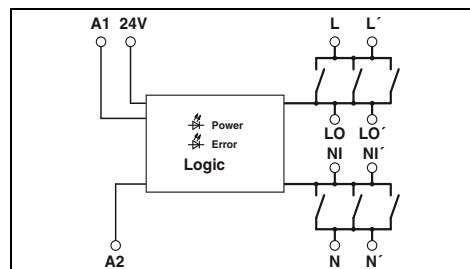 A1 24V L L´
Power
Error
Logic
LO LO´
NI NI´
A2 N N´